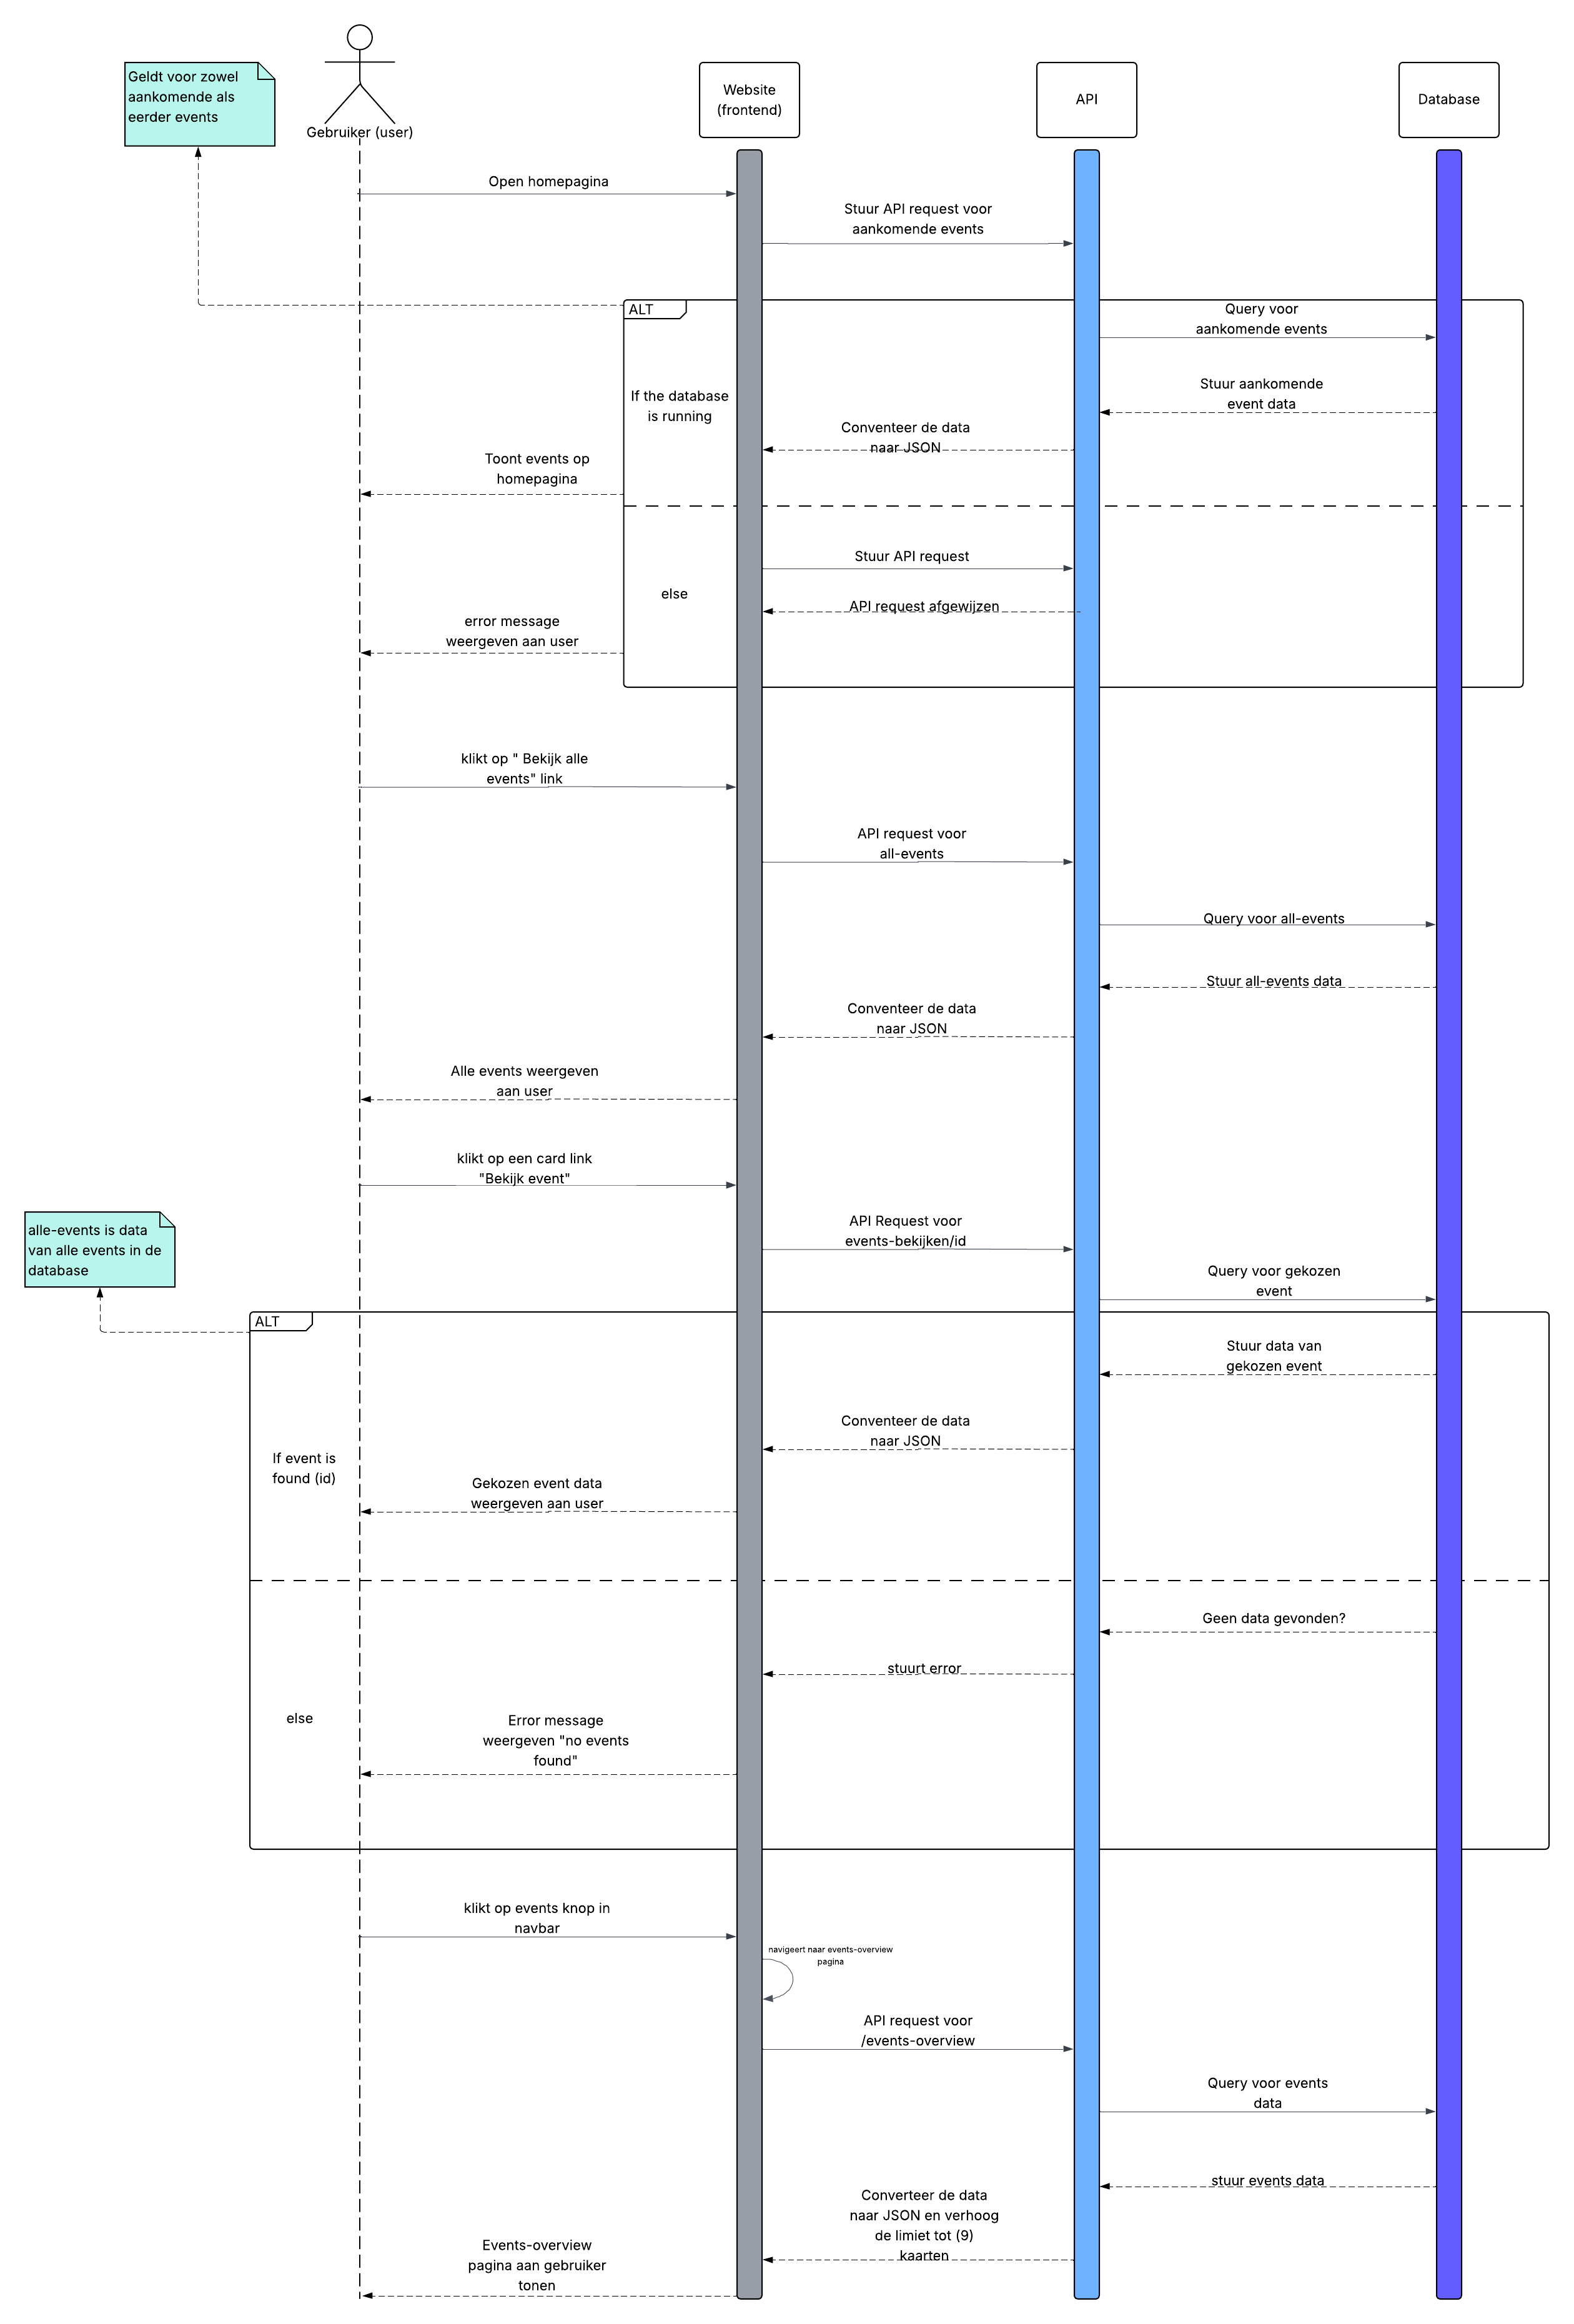 Geldt voor zowel
aankomende als
eerder events
Gebruiker (user)
Website
(frontend)
API
Database
Open homepagina
Stuur API request voor
aankomende events
ALT
Query voor
aankomende events
If the database
is running
Stuur aankomende
event data
Conventeer de data
naar JSON
Toont events op
homepagina
Stuur API request
else
API request afgewijzen
error message
weergeven aan user
klikt op " Bekijk alle
events" link
API request voor
all-events
Query voor all-events
Stuur all-events data
Conventeer de data
naar JSON
Alle events weergeven
aan user
klikt op een card link
"Bekijk event"
alle-events is data
van alle events in de
database
API Request voor
events-bekijken/id
Query voor gekozen
event
ALT
Stuur data van
gekozen event
Conventeer de data
naar JSON
If event is
found (id)
Gekozen event data
weergeven aan user
Geen data gevonden?
stuurt error
else
Error message
weergeven "no events
found"
klikt op events knop in
navbar
navigeert naar events-overview
pagina
API request voor
/events-overview
Query voor events
data
stuur events data
Converteer de data
naar JSON en verhoog
de limiet tot (9)
kaarten
Events-overview
pagina aan gebruiker
tonen